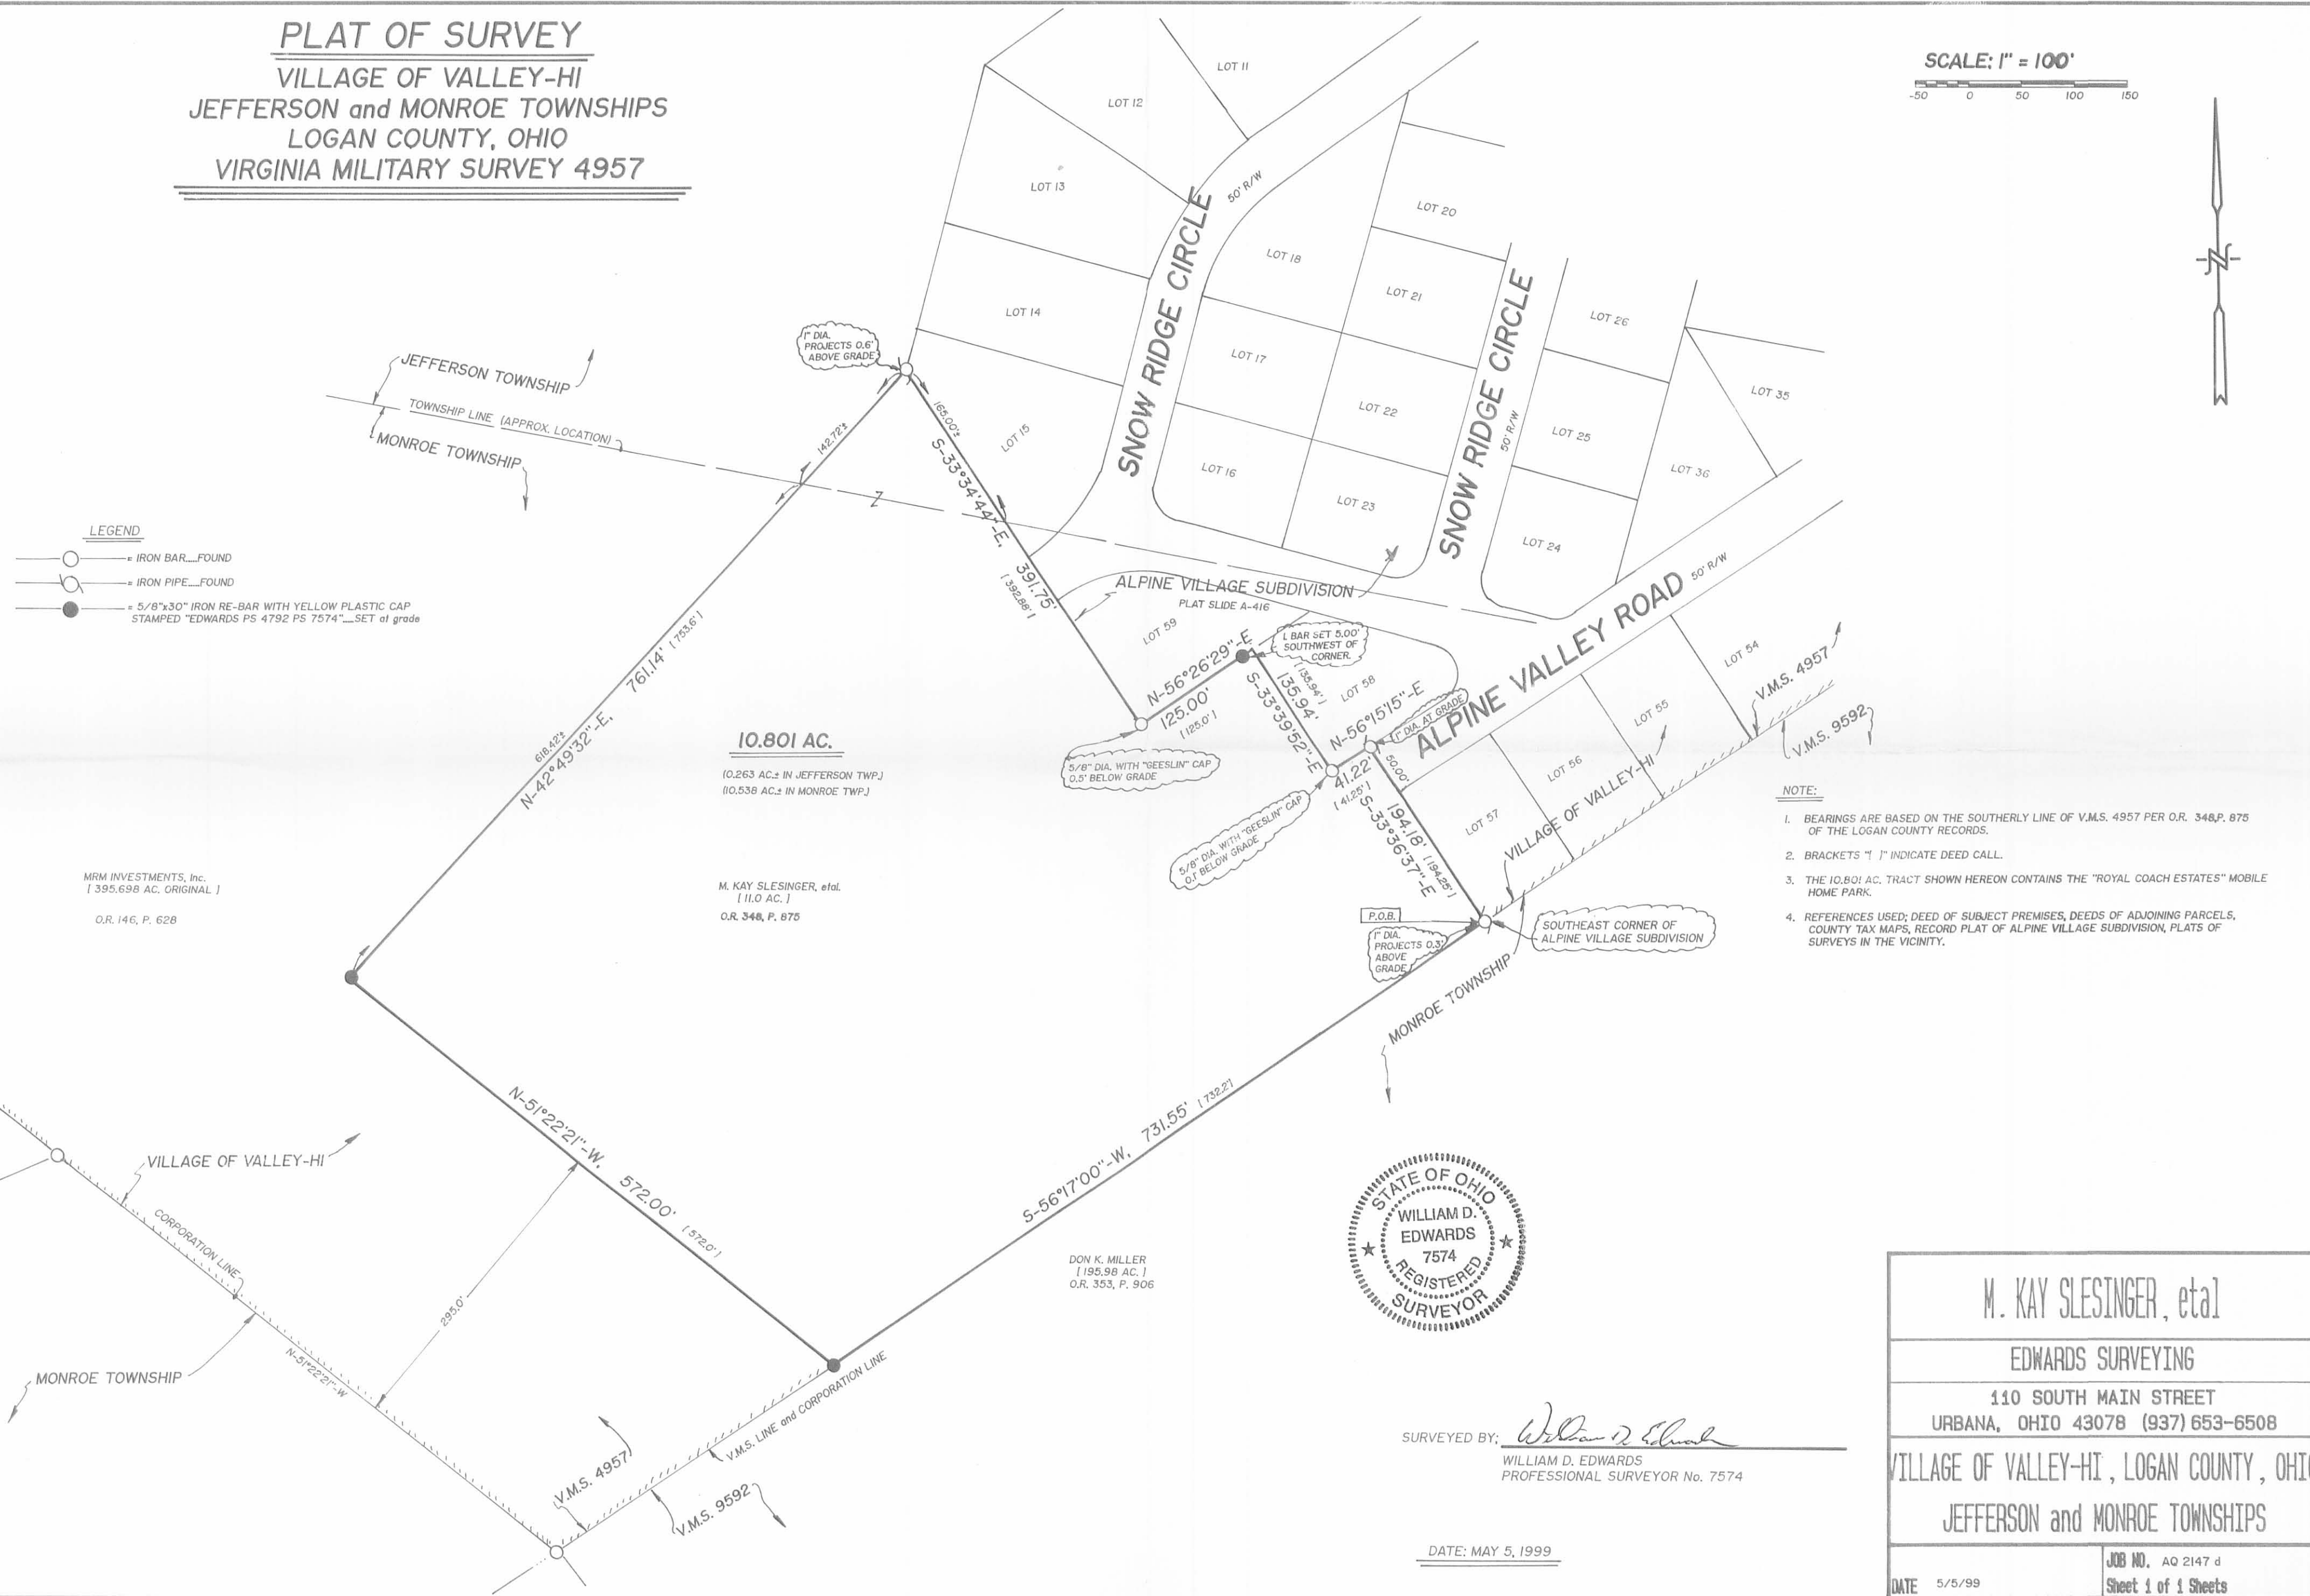 PLAT OF SURVEY
VILLAGE OF VALLEY-HI
JEFFERSON and MONROE TOWNSHIPS
LOGAN COUNTY, OHIO
VIRGINIA MILITARY SURVEY 4957
SCALE: 1" = 100'
-50 0 50 100 150
N
LOT 11
LOT 12
LOT 13
LOT 14
LOT 15
LOT 16
LOT 17
LOT 18
LOT 20
LOT 21
LOT 22
LOT 23
LOT 24
LOT 25
LOT 26
LOT 35
LOT 36
SNOW RIDGE CIRCLE
50' R/W
SNOW RIDGE CIRCLE
50' R/W
1" DIA.
PROJECTS 0.6'
ABOVE GRADE
JEFFERSON TOWNSHIP
TOWNSHIP LINE (APPROX. LOCATION)
MONROE TOWNSHIP
142.72'±
165.00'±
S-33°34'44"-E,
391.75'
[392.88']
Z
LEGEND
= IRON BAR....FOUND
= IRON PIPE....FOUND
= 5/8"x30" IRON RE-BAR WITH YELLOW PLASTIC CAP
STAMPED "EDWARDS PS 4792 PS 7574"....SET at grade
ALPINE VILLAGE SUBDIVISION
PLAT SLIDE A-416
LOT 59
LOT 58
N-56°26'29"-E
125.00'
[125.0']
I. BAR SET 5.00'
SOUTHWEST OF
CORNER.
[135.94']
135.94'
S-33°39'52"-E
N-56°15'15"-E
1" DIA. AT GRADE
41.22'
[41.25']
50.00'
194.18' [194.25']
S-33°36'37"-E
5/8" DIA. WITH "GEESLIN" CAP
0.5' BELOW GRADE
5/8" DIA. WITH "GEESLIN" CAP
0.1' BELOW GRADE
ALPINE VALLEY ROAD 50' R/W
LOT 54
LOT 55
LOT 56
LOT 57
V.M.S. 4957
V.M.S. 9592
VILLAGE OF VALLEY-HI
761.14' [753.6']
618.42'±
N-42°49'32"-E,
10.801 AC.
(0.263 AC.± IN JEFFERSON TWP.)
(10.538 AC.± IN MONROE TWP.)
M. KAY SLESINGER, etal.
[11.0 AC.]
O.R. 348, P. 875
MRM INVESTMENTS, Inc.
[395.698 AC. ORIGINAL]
O.R. 146, P. 628
NOTE:
1. BEARINGS ARE BASED ON THE SOUTHERLY LINE OF V.M.S. 4957 PER O.R. 348,P. 875
OF THE LOGAN COUNTY RECORDS.
2. BRACKETS "[ ]" INDICATE DEED CALL.
3. THE 10.801 AC. TRACT SHOWN HEREON CONTAINS THE "ROYAL COACH ESTATES" MOBILE
HOME PARK.
4. REFERENCES USED; DEED OF SUBJECT PREMISES, DEEDS OF ADJOINING PARCELS,
COUNTY TAX MAPS, RECORD PLAT OF ALPINE VILLAGE SUBDIVISION, PLATS OF
SURVEYS IN THE VICINITY.
P.O.B.
1" DIA.
PROJECTS 0.3'
ABOVE
GRADE
SOUTHEAST CORNER OF
ALPINE VILLAGE SUBDIVISION
MONROE TOWNSHIP
S-56°17'00"-W, 731.55' [732.2']
N-51°22'21"-W, 572.00' [572.0']
295.0'
VILLAGE OF VALLEY-HI
CORPORATION LINE
N-51°22'21"-W
MONROE TOWNSHIP
V.M.S. 4957
V.M.S. 9592
V.M.S. LINE and CORPORATION LINE
DON K. MILLER
[195.98 AC.]
O.R. 353, P. 906
STATE OF OHIO
WILLIAM D.
EDWARDS
7574
REGISTERED
SURVEYOR
SURVEYED BY: William D. Edwards
WILLIAM D. EDWARDS
PROFESSIONAL SURVEYOR No. 7574
DATE: MAY 5, 1999
M. KAY SLESINGER, etal
EDWARDS SURVEYING
110 SOUTH MAIN STREET
URBANA, OHIO 43078 (937) 653-6508
VILLAGE OF VALLEY-HI, LOGAN COUNTY, OHIO
JEFFERSON and MONROE TOWNSHIPS
DATE 5/5/99
JOB NO. AQ 2147 d
Sheet 1 of 1 Sheets